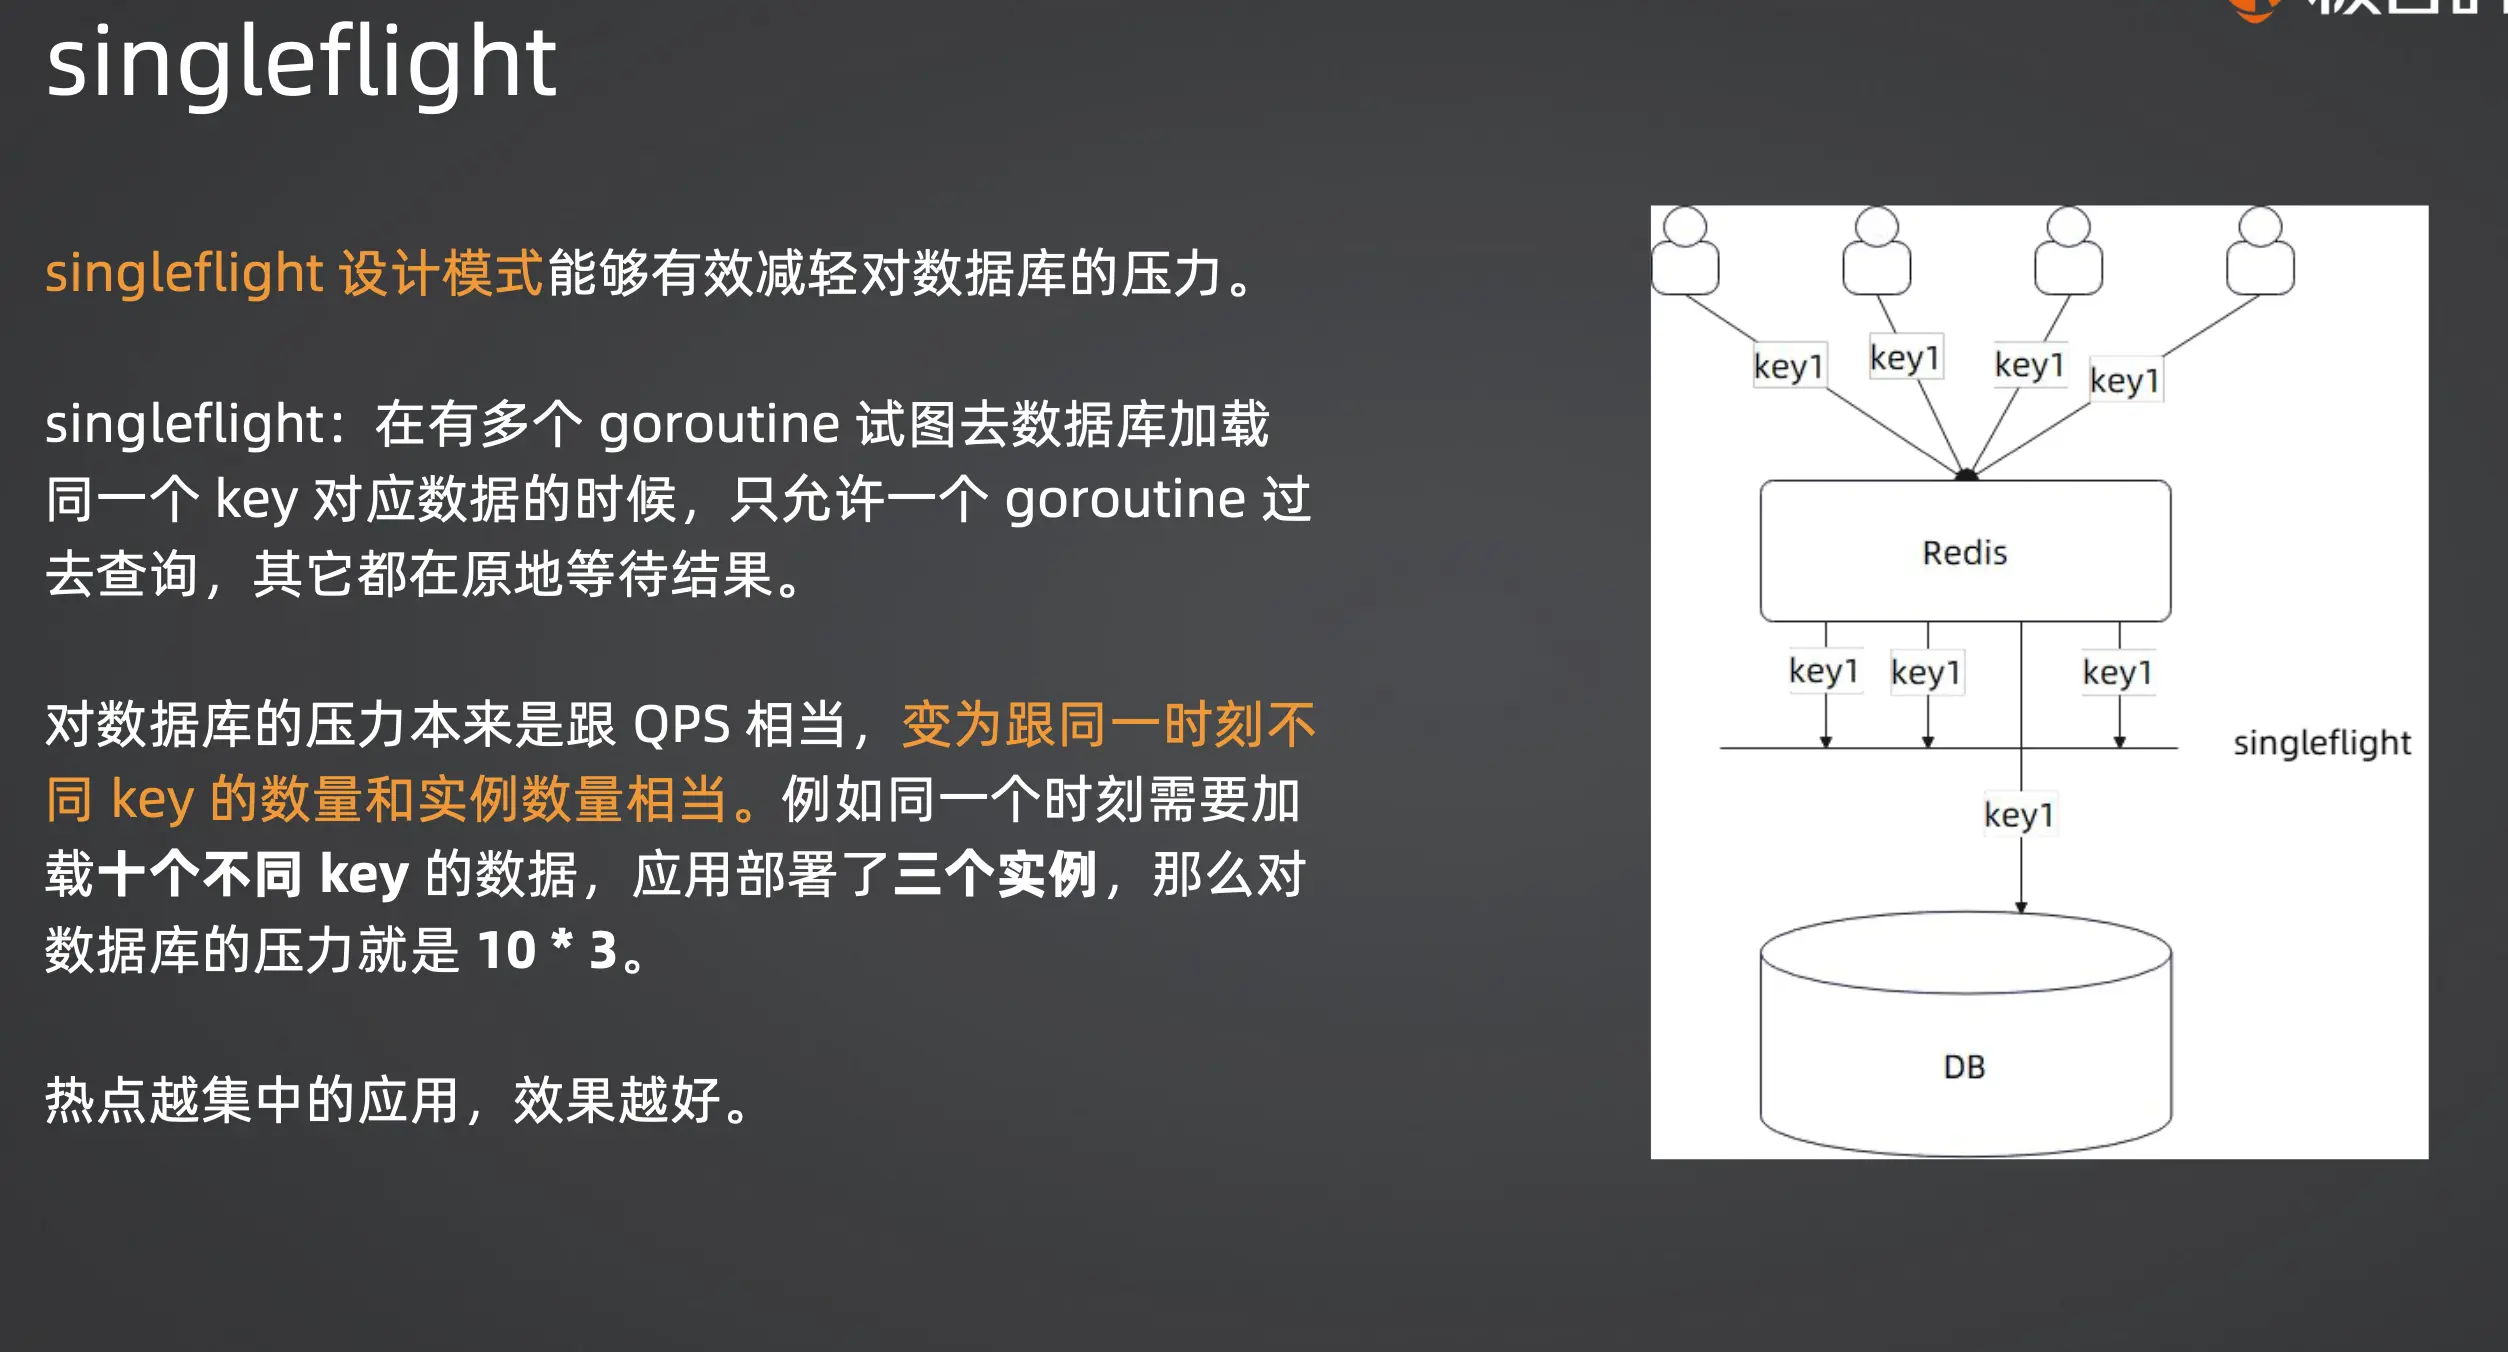 singleflight
singleflight 设计模式能够有效减轻对数据库的压力。
singleflight：在有多个 goroutine 试图去数据库加载
同一个 key 对应数据的时候，只允许一个 goroutine 过
去查询，其它都在原地等待结果。
对数据库的压力本来是跟 QPS 相当，变为跟同一时刻不
同 key 的数量和实例数量相当。例如同一个时刻需要加
载十个不同 key 的数据，应用部署了三个实例，那么对
数据库的压力就是 10 * 3。
热点越集中的应用，效果越好。
key1
key1
key1
key1
Redis
key1
key1
key1
singleflight
key1
DB